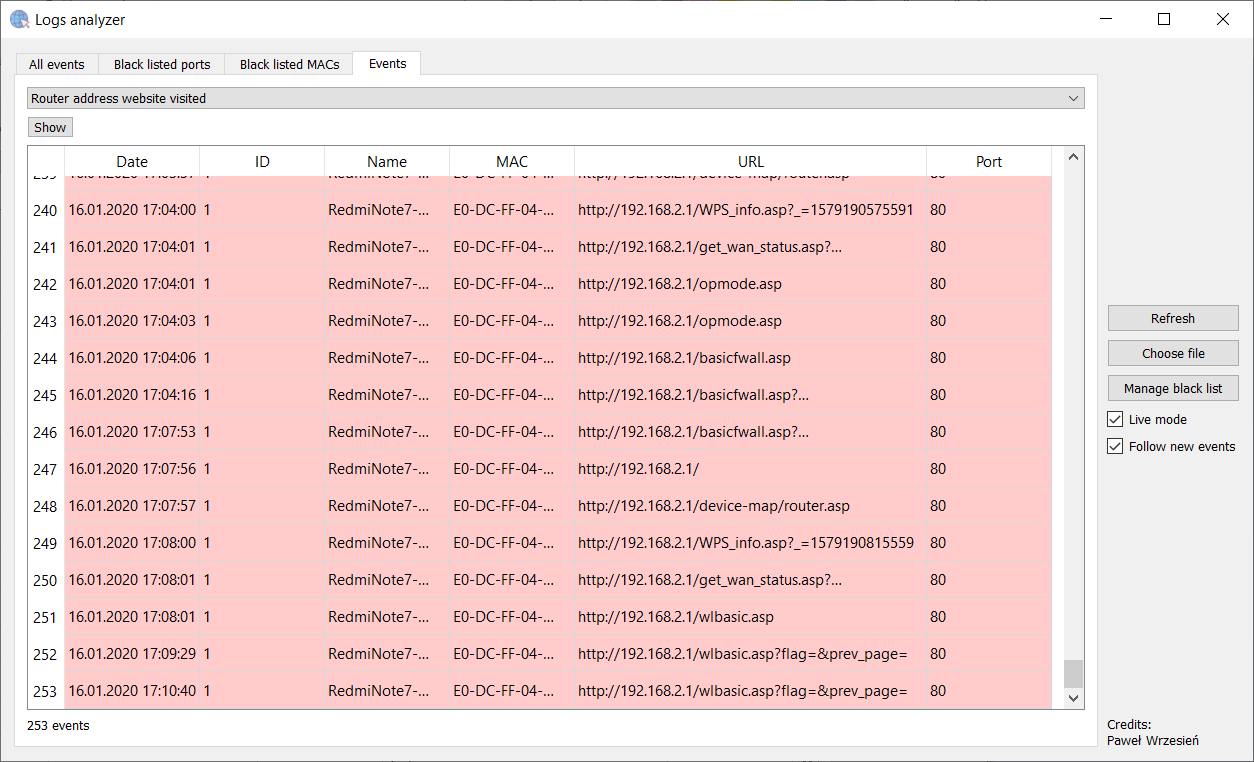 Logs analyzer
All events Black listed ports Black listed MACs Events
Router address website visited
Show
Date ID Name MAC URL Port
239 16.01.2020 17:03:57 1 RedmiNote7-... E0-DC-FF-04-... http://192.168.2.1/device-map/router.asp 80
240 16.01.2020 17:04:00 1 RedmiNote7-... E0-DC-FF-04-... http://192.168.2.1/WPS_info.asp?_=1579190575591 80
241 16.01.2020 17:04:01 1 RedmiNote7-... E0-DC-FF-04-... http://192.168.2.1/get_wan_status.asp?... 80
242 16.01.2020 17:04:01 1 RedmiNote7-... E0-DC-FF-04-... http://192.168.2.1/opmode.asp 80
243 16.01.2020 17:04:03 1 RedmiNote7-... E0-DC-FF-04-... http://192.168.2.1/opmode.asp 80
244 16.01.2020 17:04:06 1 RedmiNote7-... E0-DC-FF-04-... http://192.168.2.1/basicfwall.asp 80
245 16.01.2020 17:04:16 1 RedmiNote7-... E0-DC-FF-04-... http://192.168.2.1/basicfwall.asp?... 80
246 16.01.2020 17:07:53 1 RedmiNote7-... E0-DC-FF-04-... http://192.168.2.1/basicfwall.asp?... 80
247 16.01.2020 17:07:56 1 RedmiNote7-... E0-DC-FF-04-... http://192.168.2.1/ 80
248 16.01.2020 17:07:57 1 RedmiNote7-... E0-DC-FF-04-... http://192.168.2.1/device-map/router.asp 80
249 16.01.2020 17:08:00 1 RedmiNote7-... E0-DC-FF-04-... http://192.168.2.1/WPS_info.asp?_=1579190815559 80
250 16.01.2020 17:08:01 1 RedmiNote7-... E0-DC-FF-04-... http://192.168.2.1/get_wan_status.asp?... 80
251 16.01.2020 17:08:01 1 RedmiNote7-... E0-DC-FF-04-... http://192.168.2.1/wlbasic.asp 80
252 16.01.2020 17:09:29 1 RedmiNote7-... E0-DC-FF-04-... http://192.168.2.1/wlbasic.asp?flag=&prev_page= 80
253 16.01.2020 17:10:40 1 RedmiNote7-... E0-DC-FF-04-... http://192.168.2.1/wlbasic.asp?flag=&prev_page= 80
253 events
Refresh
Choose file
Manage black list
Live mode
Follow new events
Credits:
Paweł Wrzesień